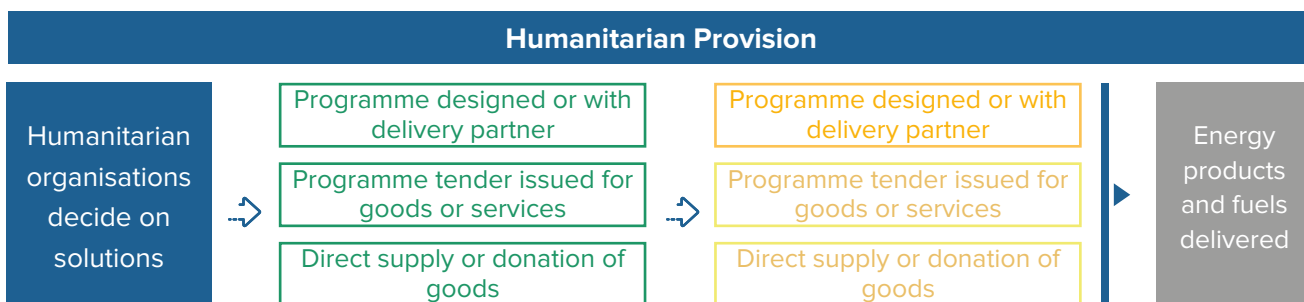 Humanitarian Provision
Humanitarian
organisations
decide on
solutions
Programme designed or with
delivery partner
Programme tender issued for
goods or services
Direct supply or donation of
goods
Programme designed or with
delivery partner
Programme tender issued for
goods or services
Direct supply or donation of
goods
Energy
products
and fuels
delivered